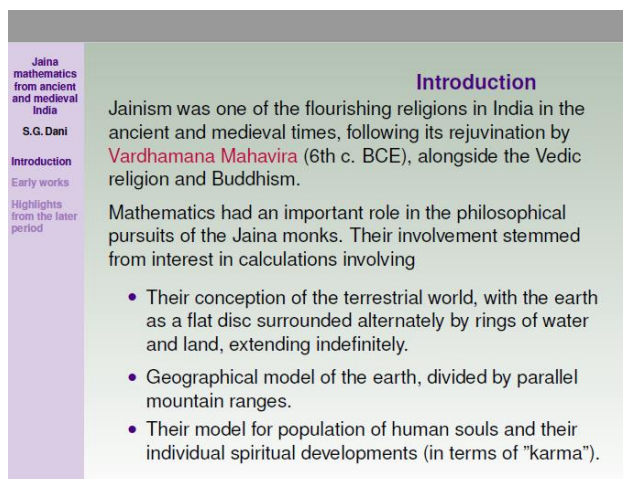 Jaina
mathematics
from ancient
and medieval
India
S.G. Dani
Introduction
Early works
Highlights
from the later
period
Introduction
Jainism was one of the flourishing religions in India in the
ancient and medieval times, following its rejuvination by
Vardhamana Mahavira (6th c. BCE), alongside the Vedic
religion and Buddhism.
Mathematics had an important role in the philosophical
pursuits of the Jaina monks. Their involvement stemmed
from interest in calculations involving
• Their conception of the terrestrial world, with the earth
as a flat disc surrounded alternately by rings of water
and land, extending indefinitely.
• Geographical model of the earth, divided by parallel
mountain ranges.
• Their model for population of human souls and their
individual spiritual developments (in terms of ”karma”).